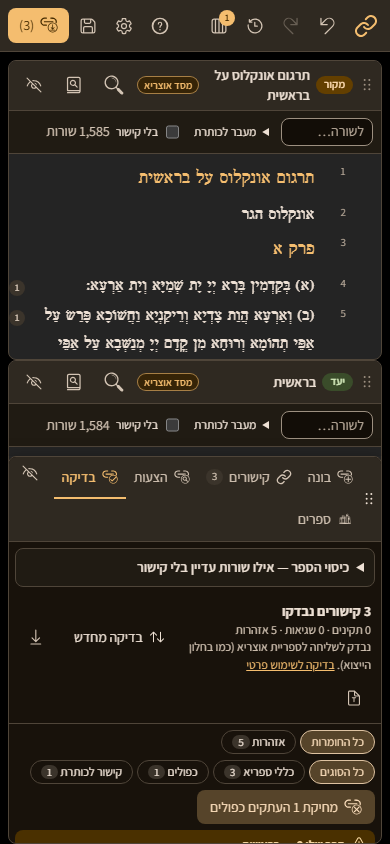 (3)
1
מקור
תרגום אונקלוס על
בראשית
מסד אוצריא
לשורה...
מעבר לכותרת
בלי קישור
1,585 שורות
1 תרגום אונקלוס על בראשית
2 אונקלוס הגר
3 פרק א
4 (א) בְּקַדְמִין בְּרָא יְיָ יָת שְׁמַיָּא וְיָת אַרְעָא: 1
5 (ב) וְאַרְעָא הֲוַת צָדְיָא וְרֵיקַנְיָא וַחֲשׁוֹכָא פָּרִשׂ עַל 1
אַפֵּי תְהוֹמָא וְרוּחָא מִן קֳדָם יְיָ מְנַשְּׁבָא עַל אַפֵּי
יעד
בראשית
מסד אוצריא
לשורה...
מעבר לכותרת
בלי קישור
1,584 שורות
בונה
קישורים 3
הצעות
בדיקה
ספרים
כיסוי הספר — אילו שורות עדיין בלי קישור
3 קישורים נבדקו
0 תקינים · 0 שגיאות · 5 אזהרות
נבדק לשליחה לספריית אוצריא (כמו בחלון
הייצוא). בדיקה לשימוש פרטי
בדיקה מחדש
כל החומרות
אזהרות 5
כל הסוגים
כללי ספריא 3
כפולים 1
קישור לכותרת 1
מחיקת 1 העתקים כפולים